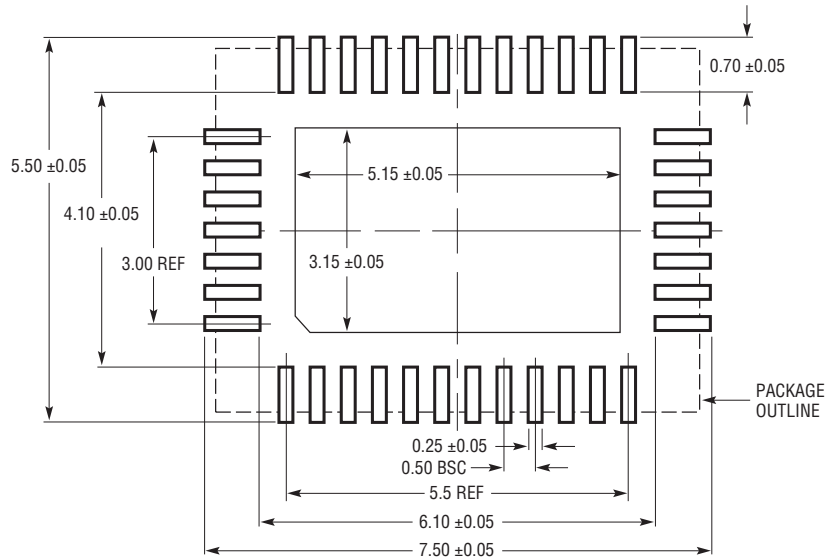 0.70 ±0.05
5.50 ±0.05
5.15 ±0.05
4.10 ±0.05
3.00 REF
3.15 ±0.05
PACKAGE
OUTLINE
0.25 ±0.05
0.50 BSC
5.5 REF
6.10 ±0.05
7.50 ±0.05